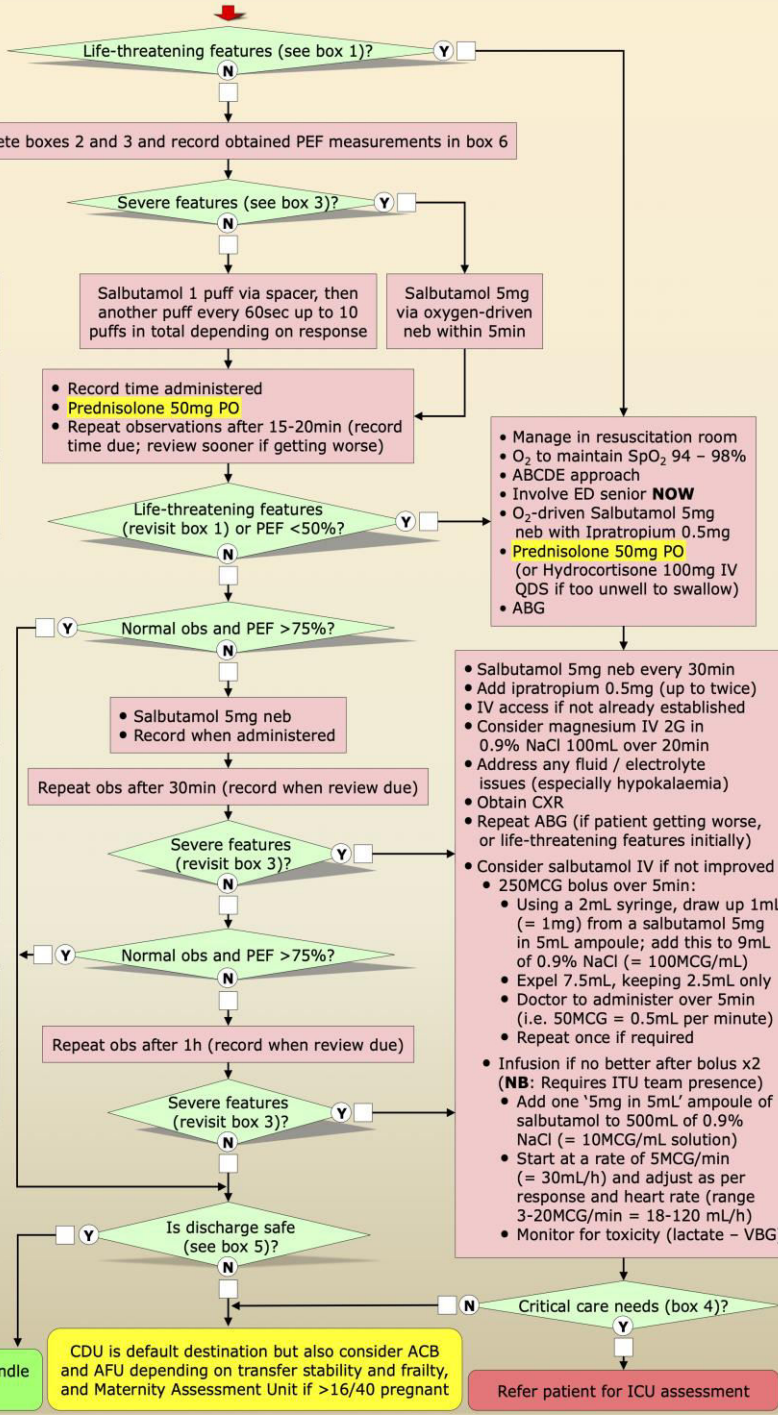 Life-threatening features (see box 1)?
Y
N
ete boxes 2 and 3 and record obtained PEF measurements in box 6
Severe features (see box 3)?
Y
N
Salbutamol 1 puff via spacer, then
another puff every 60sec up to 10
puffs in total depending on response
Salbutamol 5mg
via oxygen-driven
neb within 5min
• Record time administered
• Prednisolone 50mg PO
• Repeat observations after 15-20min (record
time due; review sooner if getting worse)
Life-threatening features
(revisit box 1) or PEF <50%?
Y
N
• Manage in resuscitation room
• O₂ to maintain SpO₂ 94 – 98%
• ABCDE approach
• Involve ED senior NOW
• O₂-driven Salbutamol 5mg
neb with Ipratropium 0.5mg
• Prednisolone 50mg PO
(or Hydrocortisone 100mg IV
QDS if too unwell to swallow)
• ABG
Y
Normal obs and PEF >75%?
N
• Salbutamol 5mg neb
• Record when administered
Repeat obs after 30min (record when review due)
Severe features
(revisit box 3)?
Y
N
Y
Normal obs and PEF >75%?
N
Repeat obs after 1h (record when review due)
Severe features
(revisit box 3)?
Y
N
• Salbutamol 5mg neb every 30min
• Add ipratropium 0.5mg (up to twice)
• IV access if not already established
• Consider magnesium IV 2G in
0.9% NaCl 100mL over 20min
• Address any fluid / electrolyte
issues (especially hypokalaemia)
• Obtain CXR
• Repeat ABG (if patient getting worse,
or life-threatening features initially)
• Consider salbutamol IV if not improved
• 250MCG bolus over 5min:
• Using a 2mL syringe, draw up 1mL
(= 1mg) from a salbutamol 5mg
in 5mL ampoule; add this to 9mL
of 0.9% NaCl (= 100MCG/mL)
• Expel 7.5mL, keeping 2.5mL only
• Doctor to administer over 5min
(i.e. 50MCG = 0.5mL per minute)
• Repeat once if required
• Infusion if no better after bolus x2
(NB: Requires ITU team presence)
• Add one ‘5mg in 5mL’ ampoule of
salbutamol to 500mL of 0.9%
NaCl (= 10MCG/mL solution)
• Start at a rate of 5MCG/min
(= 30mL/h) and adjust as per
response and heart rate (range
3-20MCG/min = 18-120 mL/h)
• Monitor for toxicity (lactate – VBG
Y
Is discharge safe
(see box 5)?
N
N
Critical care needs (box 4)?
Y
ndle
CDU is default destination but also consider ACB
and AFU depending on transfer stability and frailty,
and Maternity Assessment Unit if >16/40 pregnant
Refer patient for ICU assessment